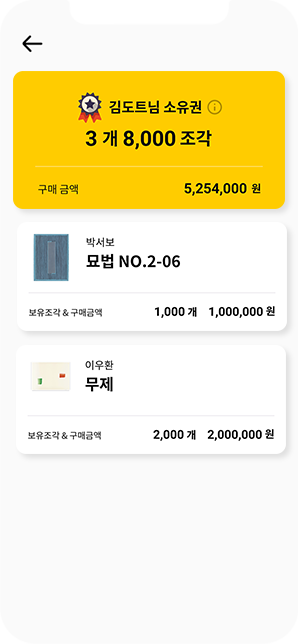 김도트님 소유권
3 개 8,000 조각
구매 금액 5,254,000 원
박서보
묘법 NO.2-06
보유조각 & 구매금액 1,000 개 1,000,000 원
이우환
무제
보유조각 & 구매금액 2,000 개 2,000,000 원